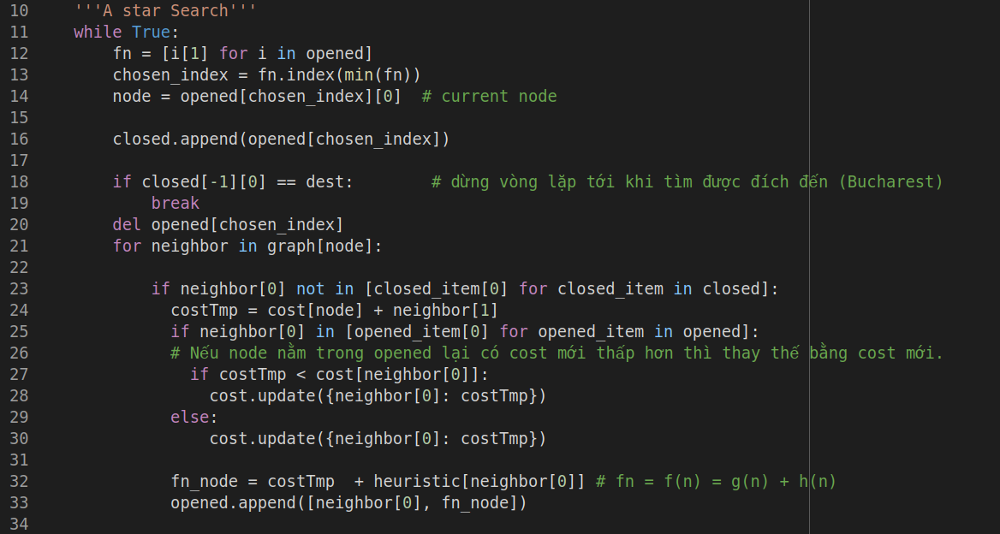 10 '''A star Search'''
11 while True:
12 fn = [i[1] for i in opened]
13 chosen_index = fn.index(min(fn))
14 node = opened[chosen_index][0]  # current node
15
16 closed.append(opened[chosen_index])
17
18 if closed[-1][0] == dest:        # dừng vòng lặp tới khi tìm được đích đến (Bucharest)
19 break
20 del opened[chosen_index]
21 for neighbor in graph[node]:
22
23 if neighbor[0] not in [closed_item[0] for closed_item in closed]:
24 costTmp = cost[node] + neighbor[1]
25 if neighbor[0] in [opened_item[0] for opened_item in opened]:
26 # Nếu node nằm trong opened lại có cost mới thấp hơn thì thay thế bằng cost mới.
27 if costTmp < cost[neighbor[0]]:
28 cost.update({neighbor[0]: costTmp})
29 else:
30 cost.update({neighbor[0]: costTmp})
31
32 fn_node = costTmp  + heuristic[neighbor[0]] # fn = f(n) = g(n) + h(n)
33 opened.append([neighbor[0], fn_node])
34